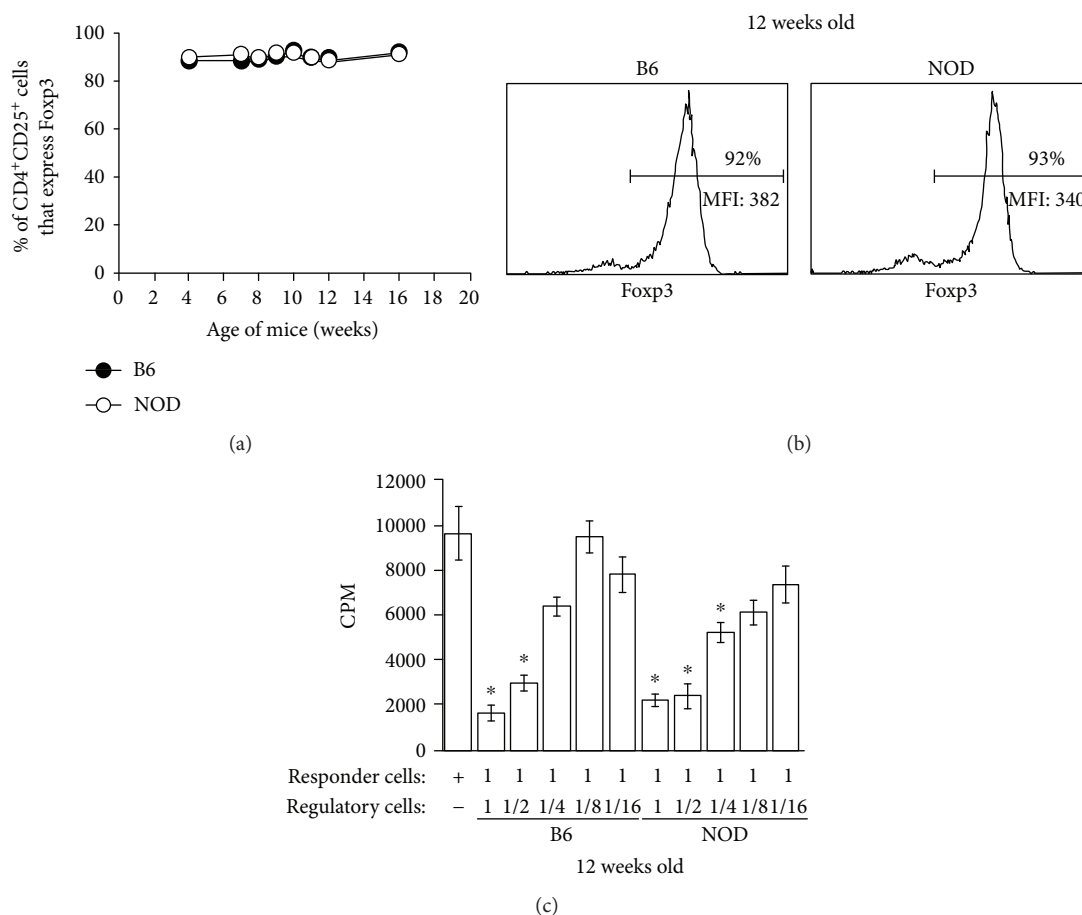 100
80
60
40
20
0
% of CD4⁺CD25⁺ cells
that express Foxp3
0 2 4 6 8 10 12 14 16 18 20
Age of mice (weeks)
B6
NOD
(a)
12 weeks old
B6
92%
MFI: 382
Foxp3
NOD
93%
MFI: 340
Foxp3
(b)
12000
10000
8000
6000
4000
2000
0
CPM
* * * * *
Responder cells: + 1 1 1 1 1 1 1 1 1 1
Regulatory cells: − 1 1/2 1/4 1/8 1/16 1 1/2 1/4 1/8 1/16
B6 NOD
12 weeks old
(c)